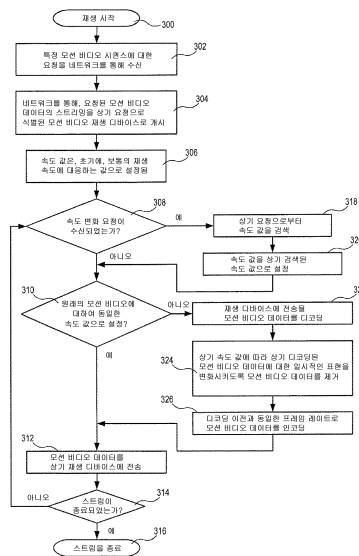 재생 시작
300
302
특정 모션 비디오 시퀀스에 대한
요청을 네트워크를 통해 수신
304
네트워크를 통해, 요청된 모션 비디오
데이터의 스트리밍을 상기 요청으로
식별된 모션 비디오 재생 디바이스로 개시
306
속도 값은, 초기에, 보통의 재생
속도에 대응하는 값으로 설정됨
308
속도 변화 요청이
수신되었는가?
예
아니오
318
상기 요청으로부터
속도 값을 검색
속도 값을 상기 검색된
속도 값으로 설정
310
원래의 모션 비디오에
대하여 동일한
속도 값으로 설정?
아니오
예
재생 디바이스에 전송될
모션 비디오 데이터를 디코딩
324
상기 속도 값에 따라 상기 디코딩된
모션 비디오 데이터에 대한 일시적인 표현을
변화시키도록 모션 비디오 데이터를 제거
326
디코딩 이전과 동일한 프레임 레이트로
모션 비디오 데이터를 인코딩
312
모션 비디오 데이터를
상기 재생 디바이스에 전송
314
스트림이
종료되었는가?
아니오
예
316
스트림을 종료